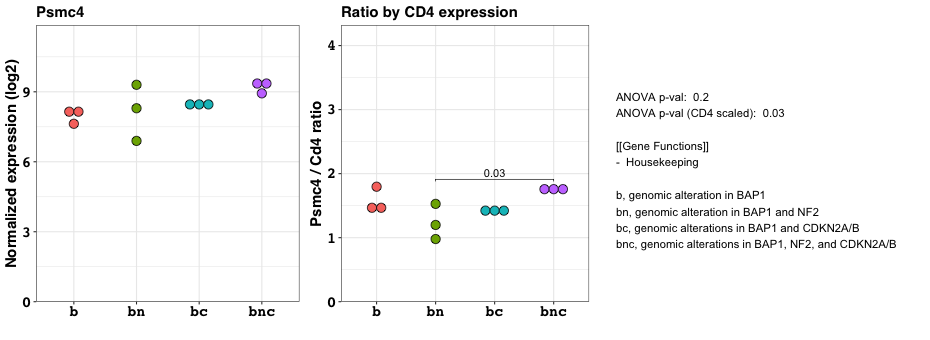 Psmc4
Normalized expression (log2)
9
6
3
0
b
bn
bc
bnc
Ratio by CD4 expression
Psmc4 / Cd4 ratio
4
3
2
1
0
0.03
b
bn
bc
bnc
ANOVA p-val:  0.2
ANOVA p-val (CD4 scaled):  0.03
[[Gene Functions]]
-  Housekeeping
b, genomic alteration in BAP1
bn, genomic alteration in BAP1 and NF2
bc, genomic alterations in BAP1 and CDKN2A/B
bnc, genomic alterations in BAP1, NF2, and CDKN2A/B